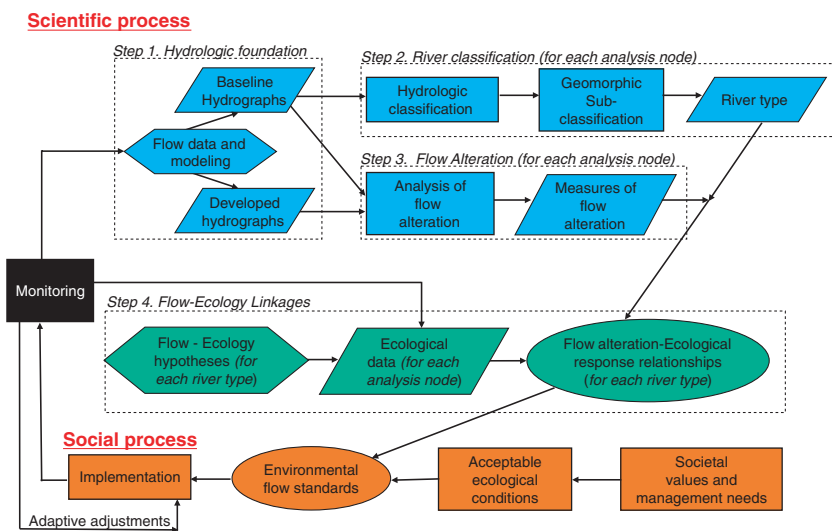 Scientific process
Step 1. Hydrologic foundation
Step 2. River classification (for each analysis node)
Baseline
Hydrographs
Hydrologic
classification
Geomorphic
Sub-
classification
River type
Flow data and
modeling
Step 3.  Flow Alteration (for each analysis node)
Developed
hydrographs
Analysis of
flow
alteration
Measures of
flow
alteration
Monitoring
Step 4. Flow-Ecology Linkages
Flow - Ecology
hypotheses (for
each river type)
Ecological
data (for each
analysis node)
Flow alteration-Ecological
response relationships
(for each river type)
Social process
Implementation
Environmental
flow standards
Acceptable
ecological
conditions
Societal
values and
management needs
Adaptive adjustments